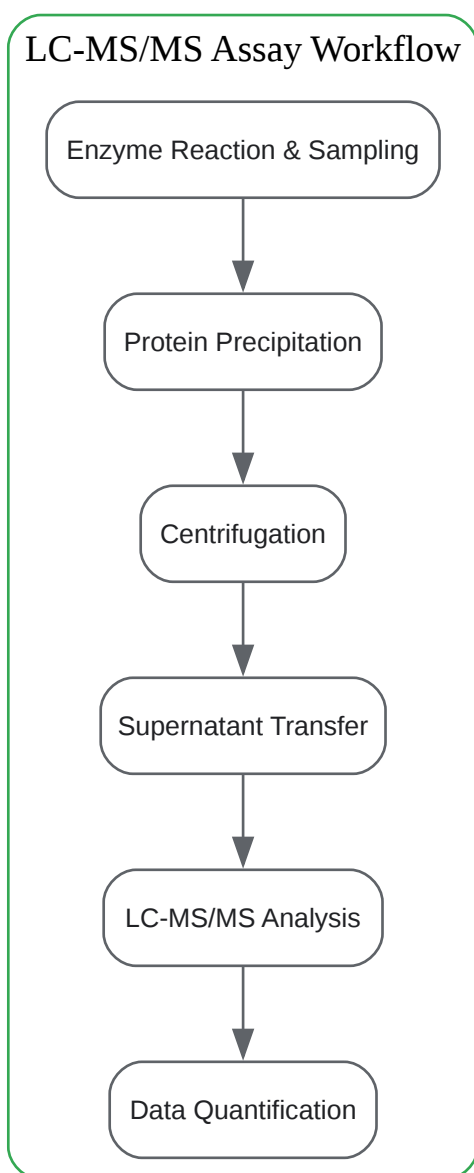 LC-MS/MS Assay Workflow
Enzyme Reaction & Sampling
Protein Precipitation
Centrifugation
Supernatant Transfer
LC-MS/MS Analysis
Data Quantification